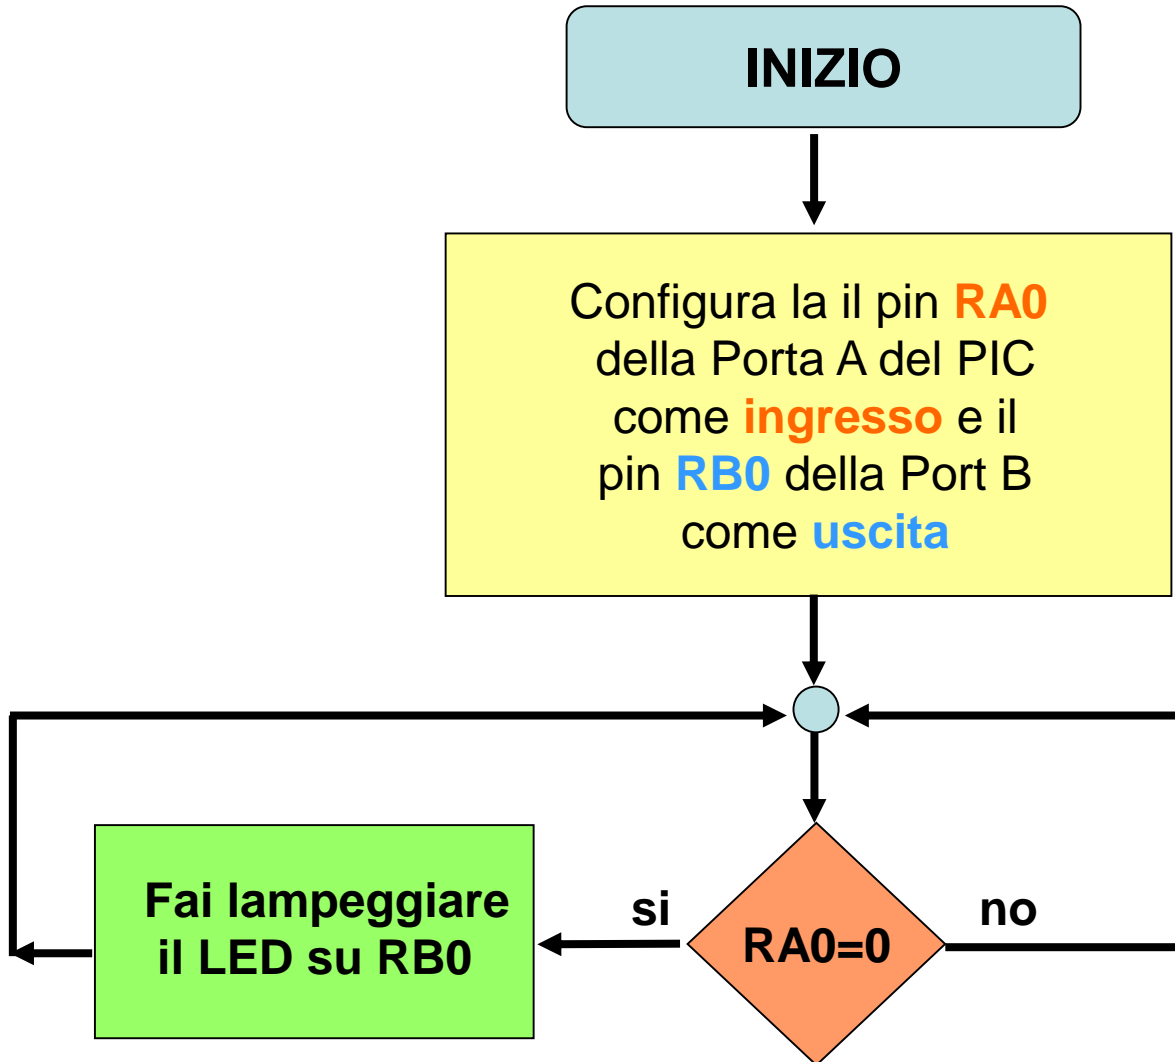 INIZIO
Configura la il pin RA0
della Porta A del PIC
come ingresso e il
pin RB0 della Port B
come uscita
Fai lampeggiare
il LED su RB0
si
RA0=0
no